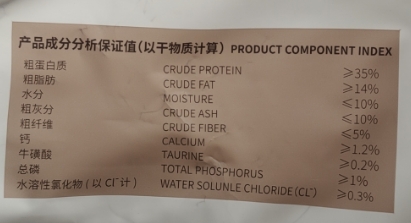 产品成分分析保证值(以干物质计算) PRODUCT COMPONENT INDEX
粗蛋白质 CRUDE PROTEIN ≥35%
粗脂肪 CRUDE FAT ≥14%
水分 MOISTURE ≤10%
粗灰分 CRUDE ASH ≤10%
粗纤维 CRUDE FIBER ≤5%
钙 CALCIUM ≥1.2%
牛磺酸 TAURINE ≥0.2%
总磷 TOTAL PHOSPHORUS ≥1%
水溶性氯化物(以Cl⁻计) WATER SOLUNLE CHLORIDE(CL⁻) ≥0.3%